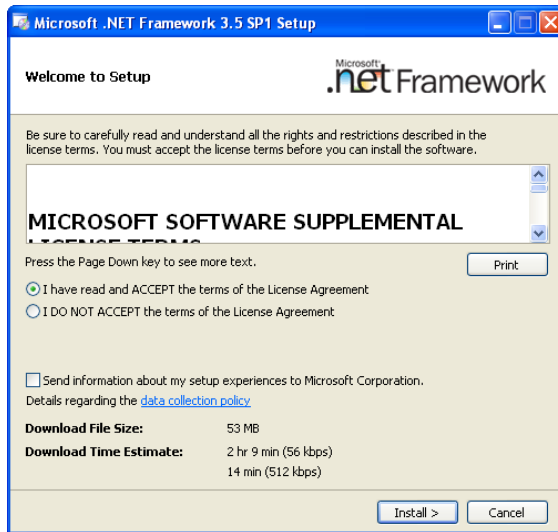 Microsoft .NET Framework 3.5 SP1 Setup
Welcome to Setup
Microsoft
.net Framework
Be sure to carefully read and understand all the rights and restrictions described in the
license terms. You must accept the license terms before you can install the software.
MICROSOFT SOFTWARE SUPPLEMENTAL
LICENSE TERMS
Press the Page Down key to see more text.
Print
I have read and ACCEPT the terms of the License Agreement
I DO NOT ACCEPT the terms of the License Agreement
Send information about my setup experiences to Microsoft Corporation.
Details regarding the data collection policy
Download File Size: 53 MB
Download Time Estimate: 2 hr 9 min (56 kbps)
14 min (512 kbps)
Install >
Cancel